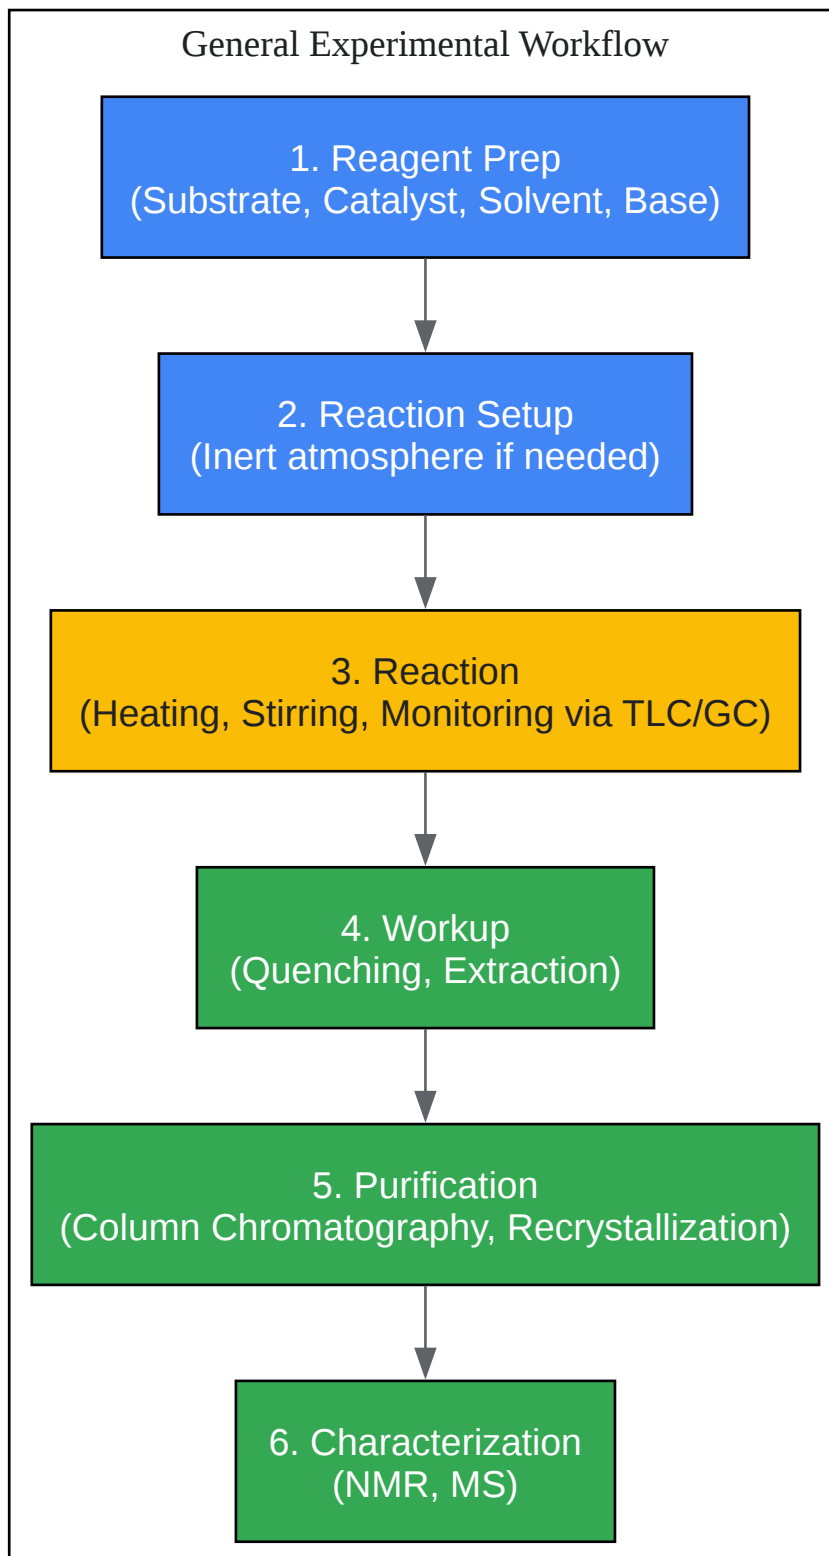 General Experimental Workflow
1. Reagent Prep
(Substrate, Catalyst, Solvent, Base)
2. Reaction Setup
(Inert atmosphere if needed)
3. Reaction
(Heating, Stirring, Monitoring via TLC/GC)
4. Workup
(Quenching, Extraction)
5. Purification
(Column Chromatography, Recrystallization)
6. Characterization
(NMR, MS)